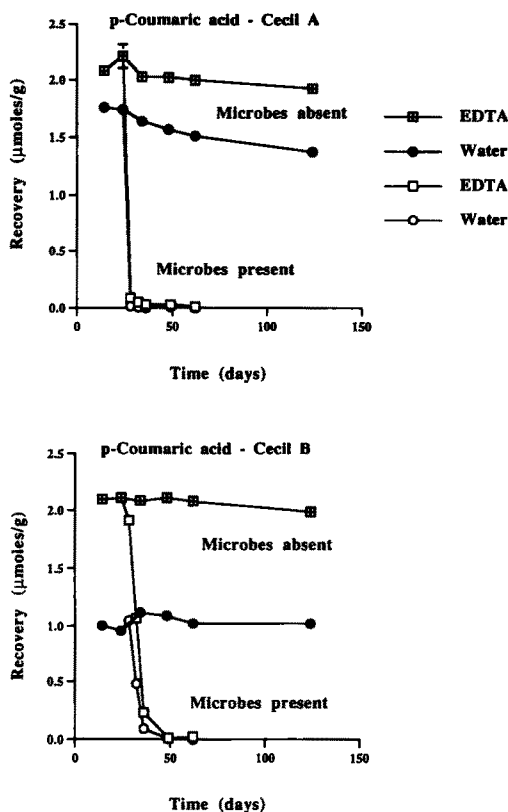 p-Coumaric acid - Cecil A
2.5
2.0
1.5
1.0
0.5
0.0
Recovery (μmoles/g)
Microbes absent
Microbes present
0
50
100
150
Time (days)
EDTA
Water
EDTA
Water
p-Coumaric acid - Cecil B
2.5
2.0
1.5
1.0
0.5
0.0
Recovery (μmoles/g)
Microbes absent
Microbes present
0
50
100
150
Time (days)